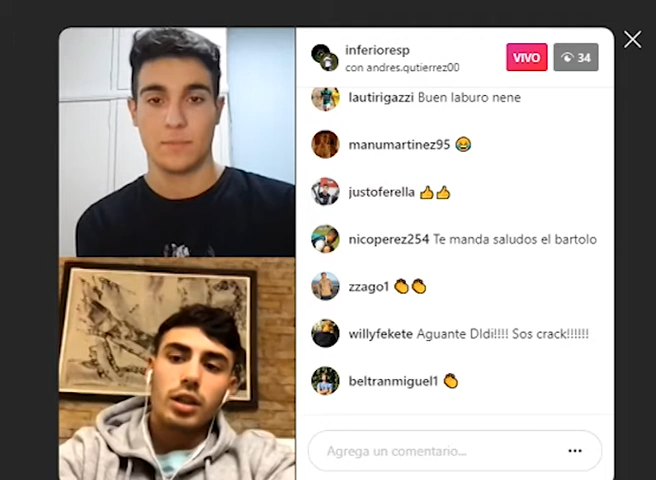 inferioresp
con andres.gutierrez00
VIVO
34
lautirigazzi Buen laburo nene
manumartinez95 😂
justoferella 👍👍
nicoperez254 Te manda saludos el bartolo
zzago1 👏👏
willyfekete Aguante DIdi!!!! Sos crack!!!!!!
beltranmiguel1 👏
Agrega un comentario...